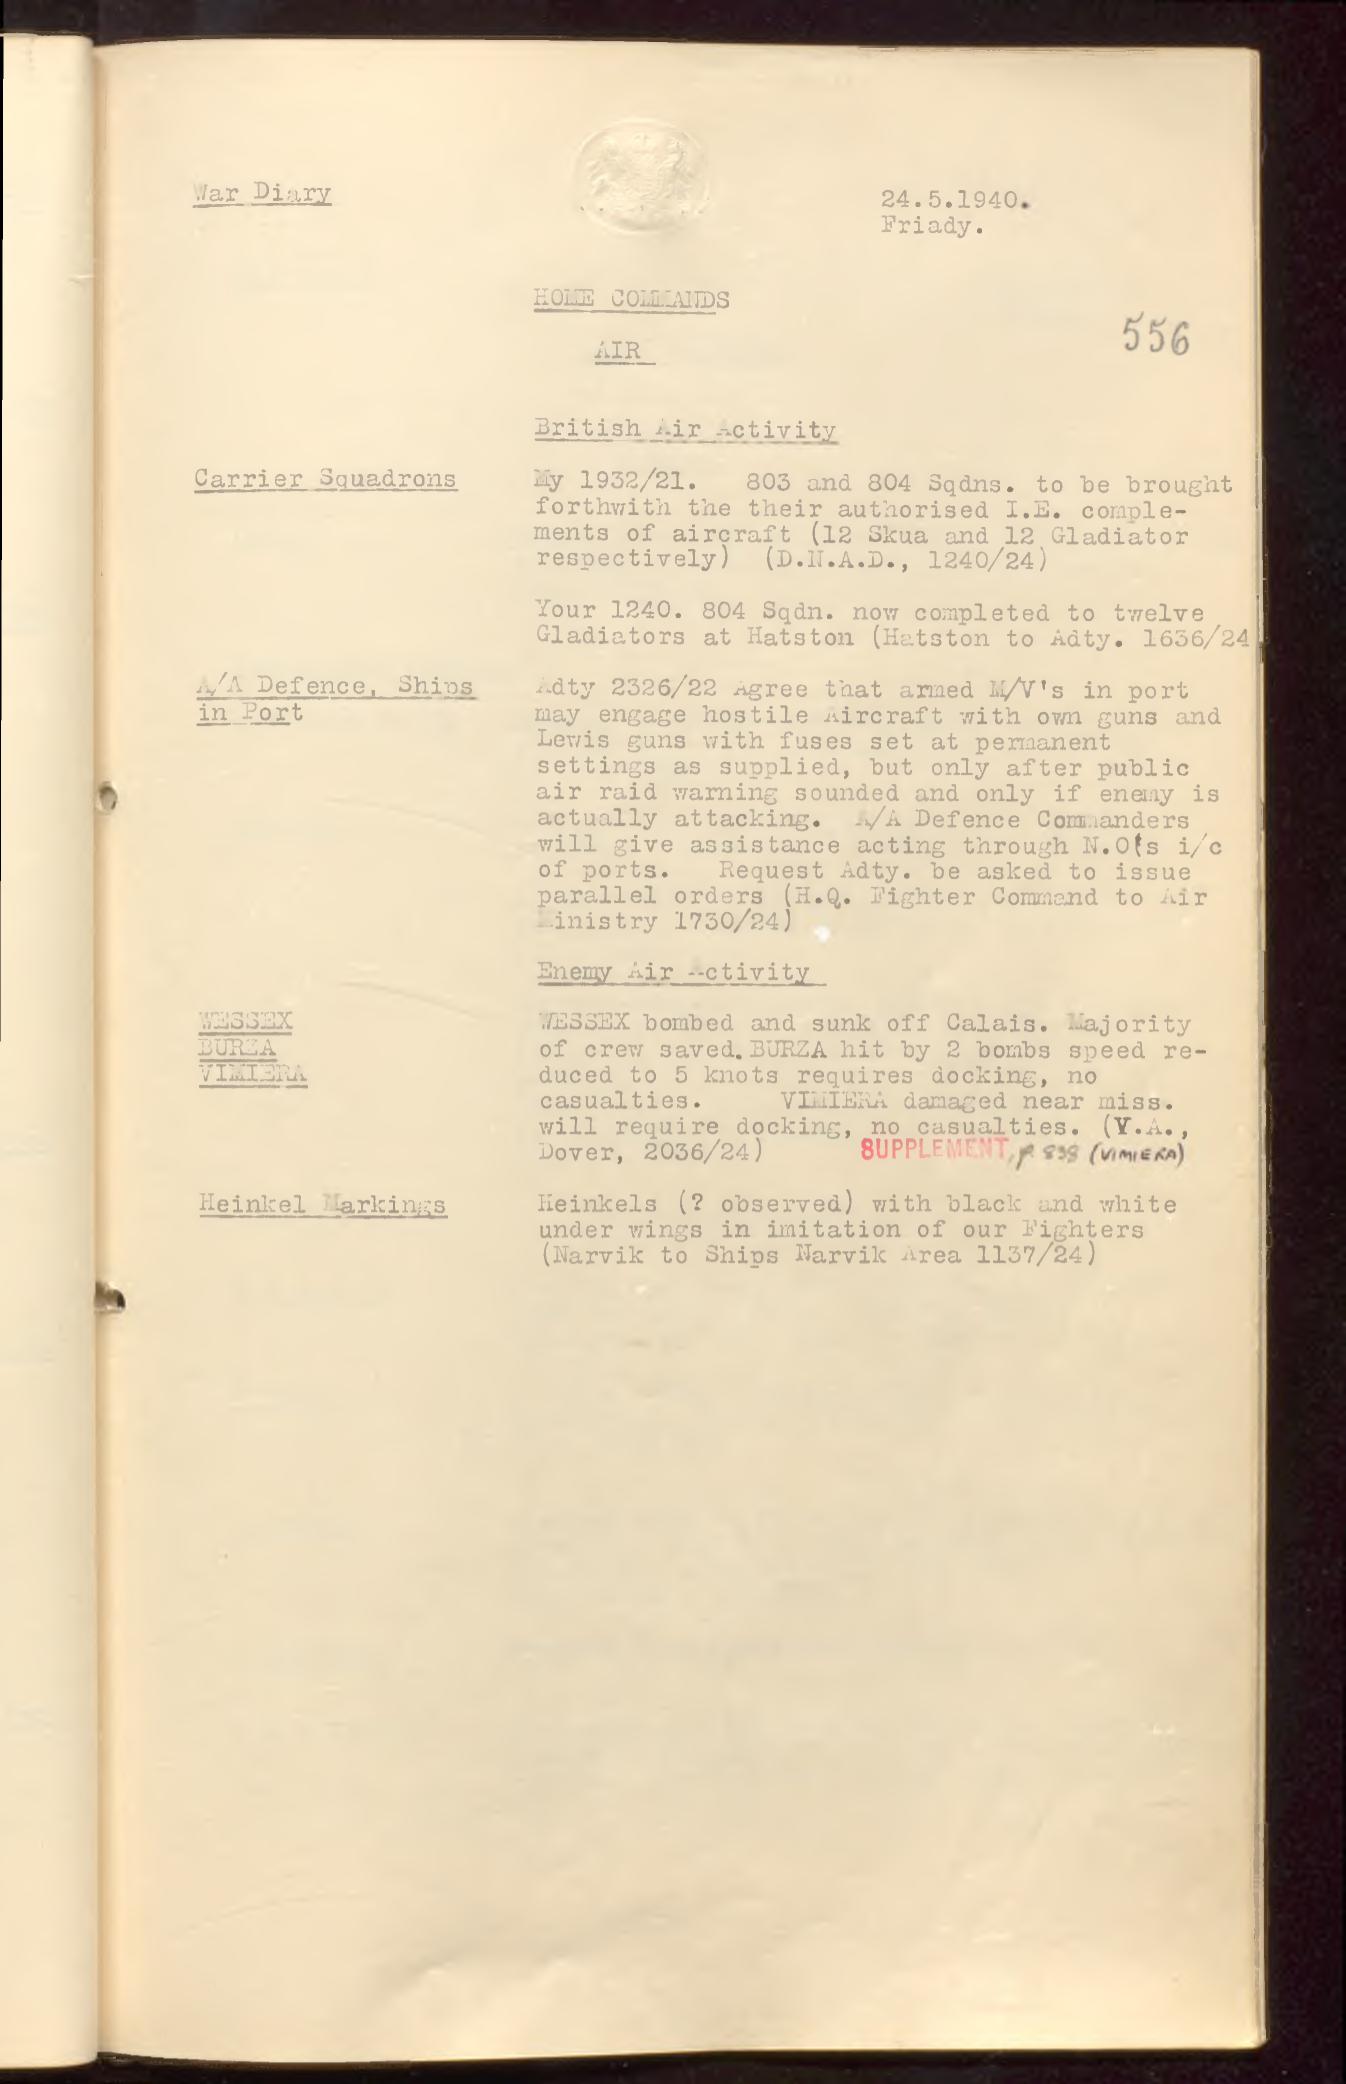 War Diary
24.5.1940.
Friady.
HOME COMMANDS
556
AIR
British Air Activity
Carrier Squadrons
My 1932/21. 803 and 804 Sqdns. to be brought
forthwith the their authorised I.E. comple-
ments of aircraft (12 Skua and 12 Gladiator
respectively) (D.N.A.D., 1240/24)
Your 1240. 804 Sqdn. now completed to twelve
Gladiators at Hatston (Hatston to Adty. 1636/24)
A/A Defence, Ships
in Port
Adty 2326/22 Agree that armed M/V's in port
may engage hostile Aircraft with own guns and
Lewis guns with fuses set at permanent
settings as supplied, but only after public
air raid warning sounded and only if enemy is
actually attacking. A/A Defence Commanders
will give assistance acting through N.O's i/c
of ports. Request Adty. be asked to issue
parallel orders (H.Q. Fighter Command to Air
Ministry 1730/24)
Enemy Air Activity
WESSEX
BURZA
VIMIERA
WESSEX bombed and sunk off Calais. Majority
of crew saved. BURZA hit by 2 bombs speed re-
duced to 5 knots requires docking, no
casualties. VIMIERA damaged near miss.
will require docking, no casualties. (V.A.,
Dover, 2036/24) SUPPLEMENT, p. 838 (VIMIERA)
Heinkel Markings
Heinkels (? observed) with black and white
under wings in imitation of our Fighters
(Narvik to Ships Narvik Area 1137/24)